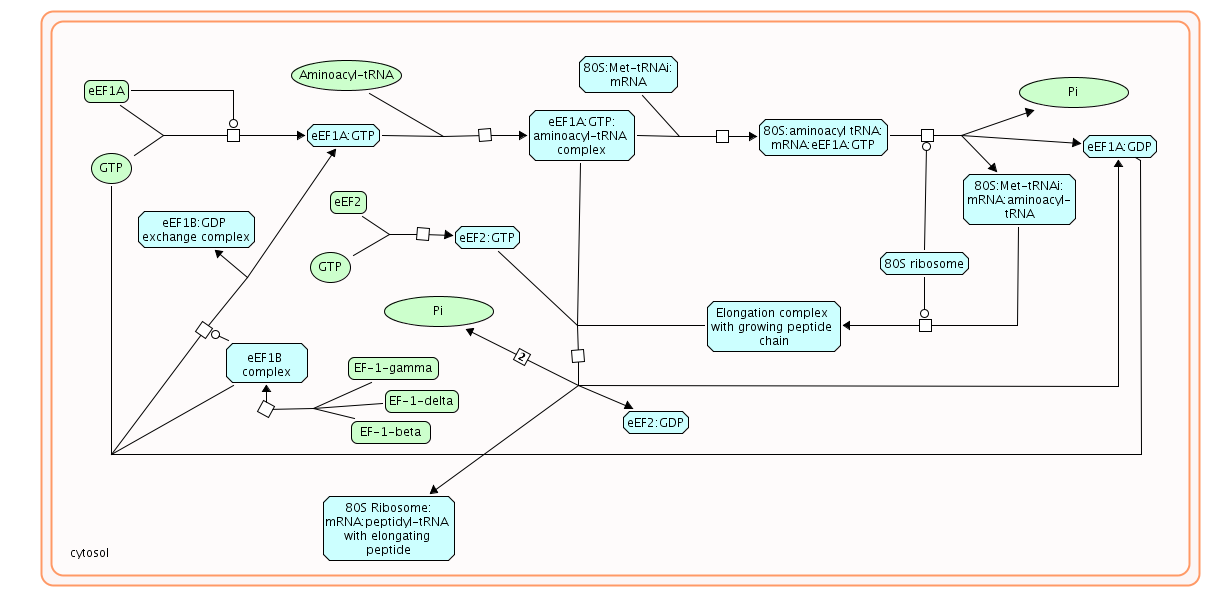 Aminoacyl-tRNA
80S:Met-tRNAi:
mRNA
eEF1A
Pi
eEF1A:GTP
eEF1A:GTP:
aminoacyl-tRNA
complex
80S:aminoacyl tRNA:
mRNA:eEF1A:GTP
eEF1A:GDP
GTP
80S:Met-tRNAi:
mRNA:aminoacyl-
tRNA
eEF2
eEF1B:GDP
exchange complex
eEF2:GTP
GTP
80S ribosome
Pi
Elongation complex
with growing peptide
chain
2
eEF1B
complex
EF-1-gamma
EF-1-delta
EF-1-beta
eEF2:GDP
80S Ribosome:
mRNA:peptidyl-tRNA
with elongating
peptide
cytosol